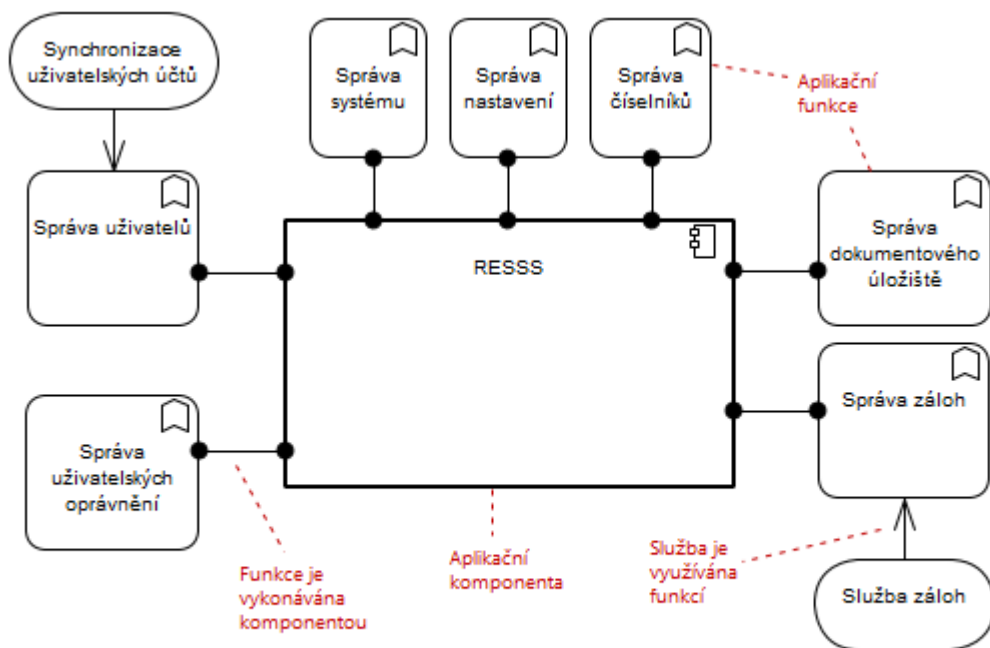 Synchronizace
uživatelských účtů
Správa
systému
Správa
nastavení
Správa
číselníků
Aplikační
funkce
Správa uživatelů
RESSS
Správa
dokumentového
úložiště
Správa
uživatelských
oprávnění
Správa záloh
Funkce je
vykonávána
komponentou
Aplikační
komponenta
Služba je
využívána
funkcí
Služba záloh